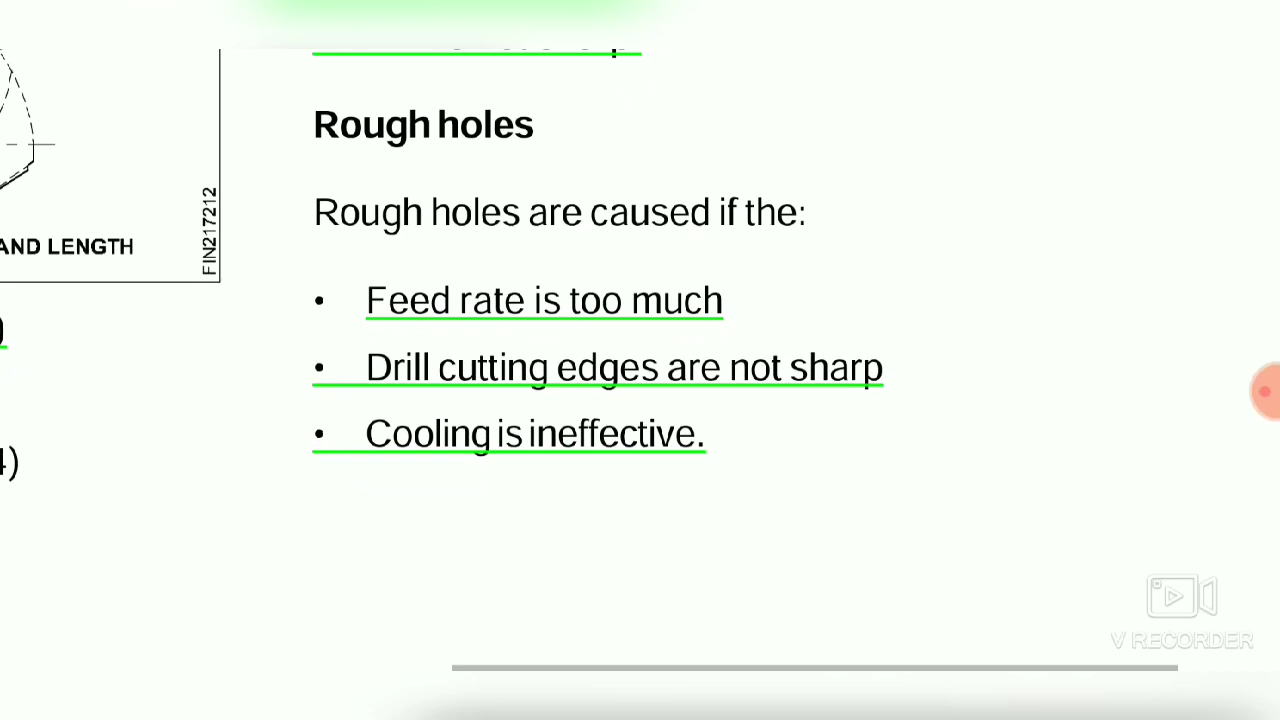 AND LENGTH
FIN217212
4)
Rough holes
Rough holes are caused if the:
• Feed rate is too much
• Drill cutting edges are not sharp
• Cooling is ineffective.
V RECORDER